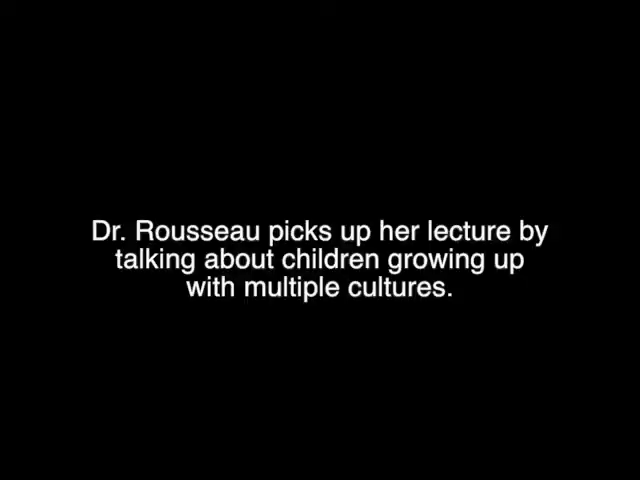 Dr. Rousseau picks up her lecture by
talking about children growing up
with multiple cultures.